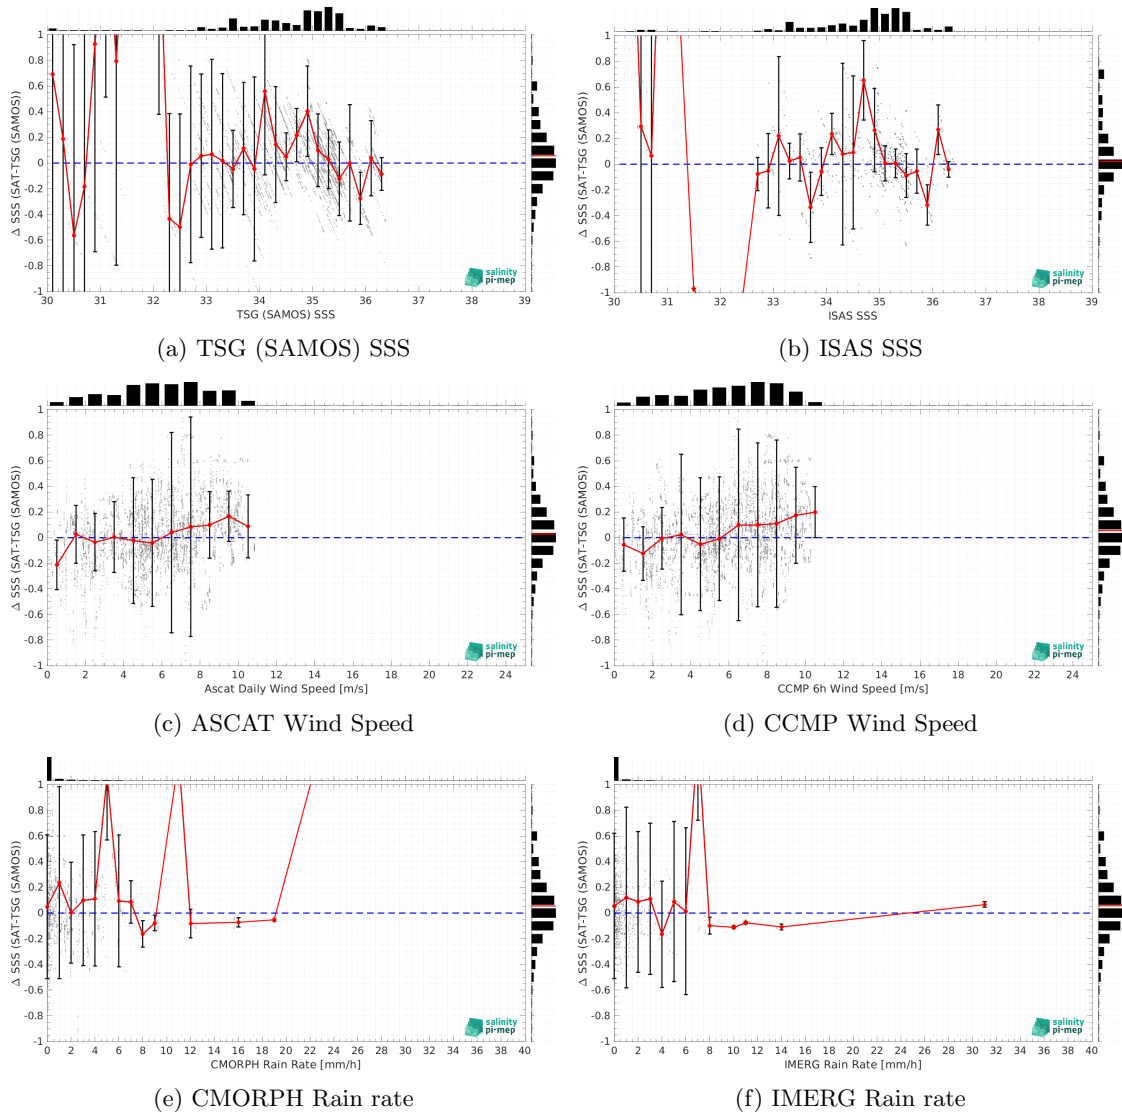 Δ SSS (SAT-TSG (SAMOS))
1
0.8
0.6
0.4
0.2
0
-0.2
-0.4
-0.6
-0.8
-1
30 31 32 33 34 35 36 37 38 39
TSG (SAMOS) SSS
salinity
pi-mep
(a) TSG (SAMOS) SSS
Δ SSS (SAT-TSG (SAMOS))
1
0.8
0.6
0.4
0.2
0
-0.2
-0.4
-0.6
-0.8
-1
30 31 32 33 34 35 36 37 38 39
ISAS SSS
salinity
pi-mep
(b) ISAS SSS
Δ SSS (SAT-TSG (SAMOS))
1
0.8
0.6
0.4
0.2
0
-0.2
-0.4
-0.6
-0.8
-1
0 2 4 6 8 10 12 14 16 18 20 22 24
Ascat Daily Wind Speed [m/s]
salinity
pi-mep
(c) ASCAT Wind Speed
Δ SSS (SAT-TSG (SAMOS))
1
0.8
0.6
0.4
0.2
0
-0.2
-0.4
-0.6
-0.8
-1
0 2 4 6 8 10 12 14 16 18 20 22 24
CCMP 6h Wind Speed [m/s]
salinity
pi-mep
(d) CCMP Wind Speed
Δ SSS (SAT-TSG (SAMOS))
1
0.8
0.6
0.4
0.2
0
-0.2
-0.4
-0.6
-0.8
-1
0 2 4 6 8 10 12 14 16 18 20 22 24 26 28 30 32 34 36 38 40
CMORPH Rain Rate [mm/h]
salinity
pi-mep
(e) CMORPH Rain rate
Δ SSS (SAT-TSG (SAMOS))
1
0.8
0.6
0.4
0.2
0
-0.2
-0.4
-0.6
-0.8
-1
0 2 4 6 8 10 12 14 16 18 20 22 24 26 28 30 32 34 36 38 40
IMERG Rain Rate [mm/h]
salinity
pi-mep
(f) IMERG Rain rate